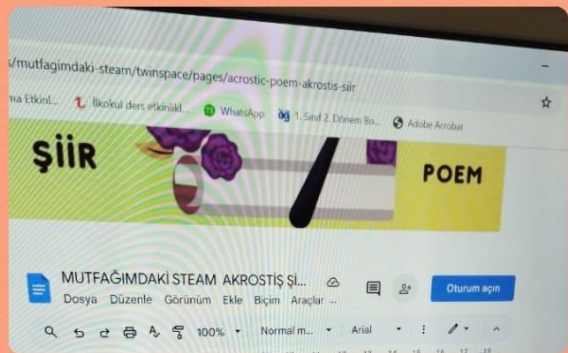 /mutfagimdaki-steam/twinspace/pages/acrostic-poem-akrostis-siir
ma Etkinl... İlkokul ders etkinlikl... WhatsApp 1. Sınıf 2. Dönem Bo... Adobe Acrobat
ŞİİR
POEM
MUTFAĞIMDAKİ STEAM AKROSTİŞ Şİ...
Oturum açın
Dosya Düzenle Görünüm Ekle Biçim Araçlar ...
100% Normal m... Arial